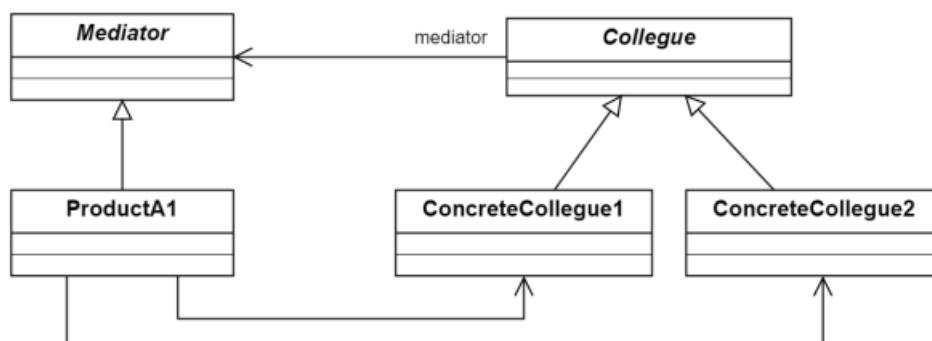 Mediator
mediator
Collegue
ProductA1
ConcreteCollegue1
ConcreteCollegue2